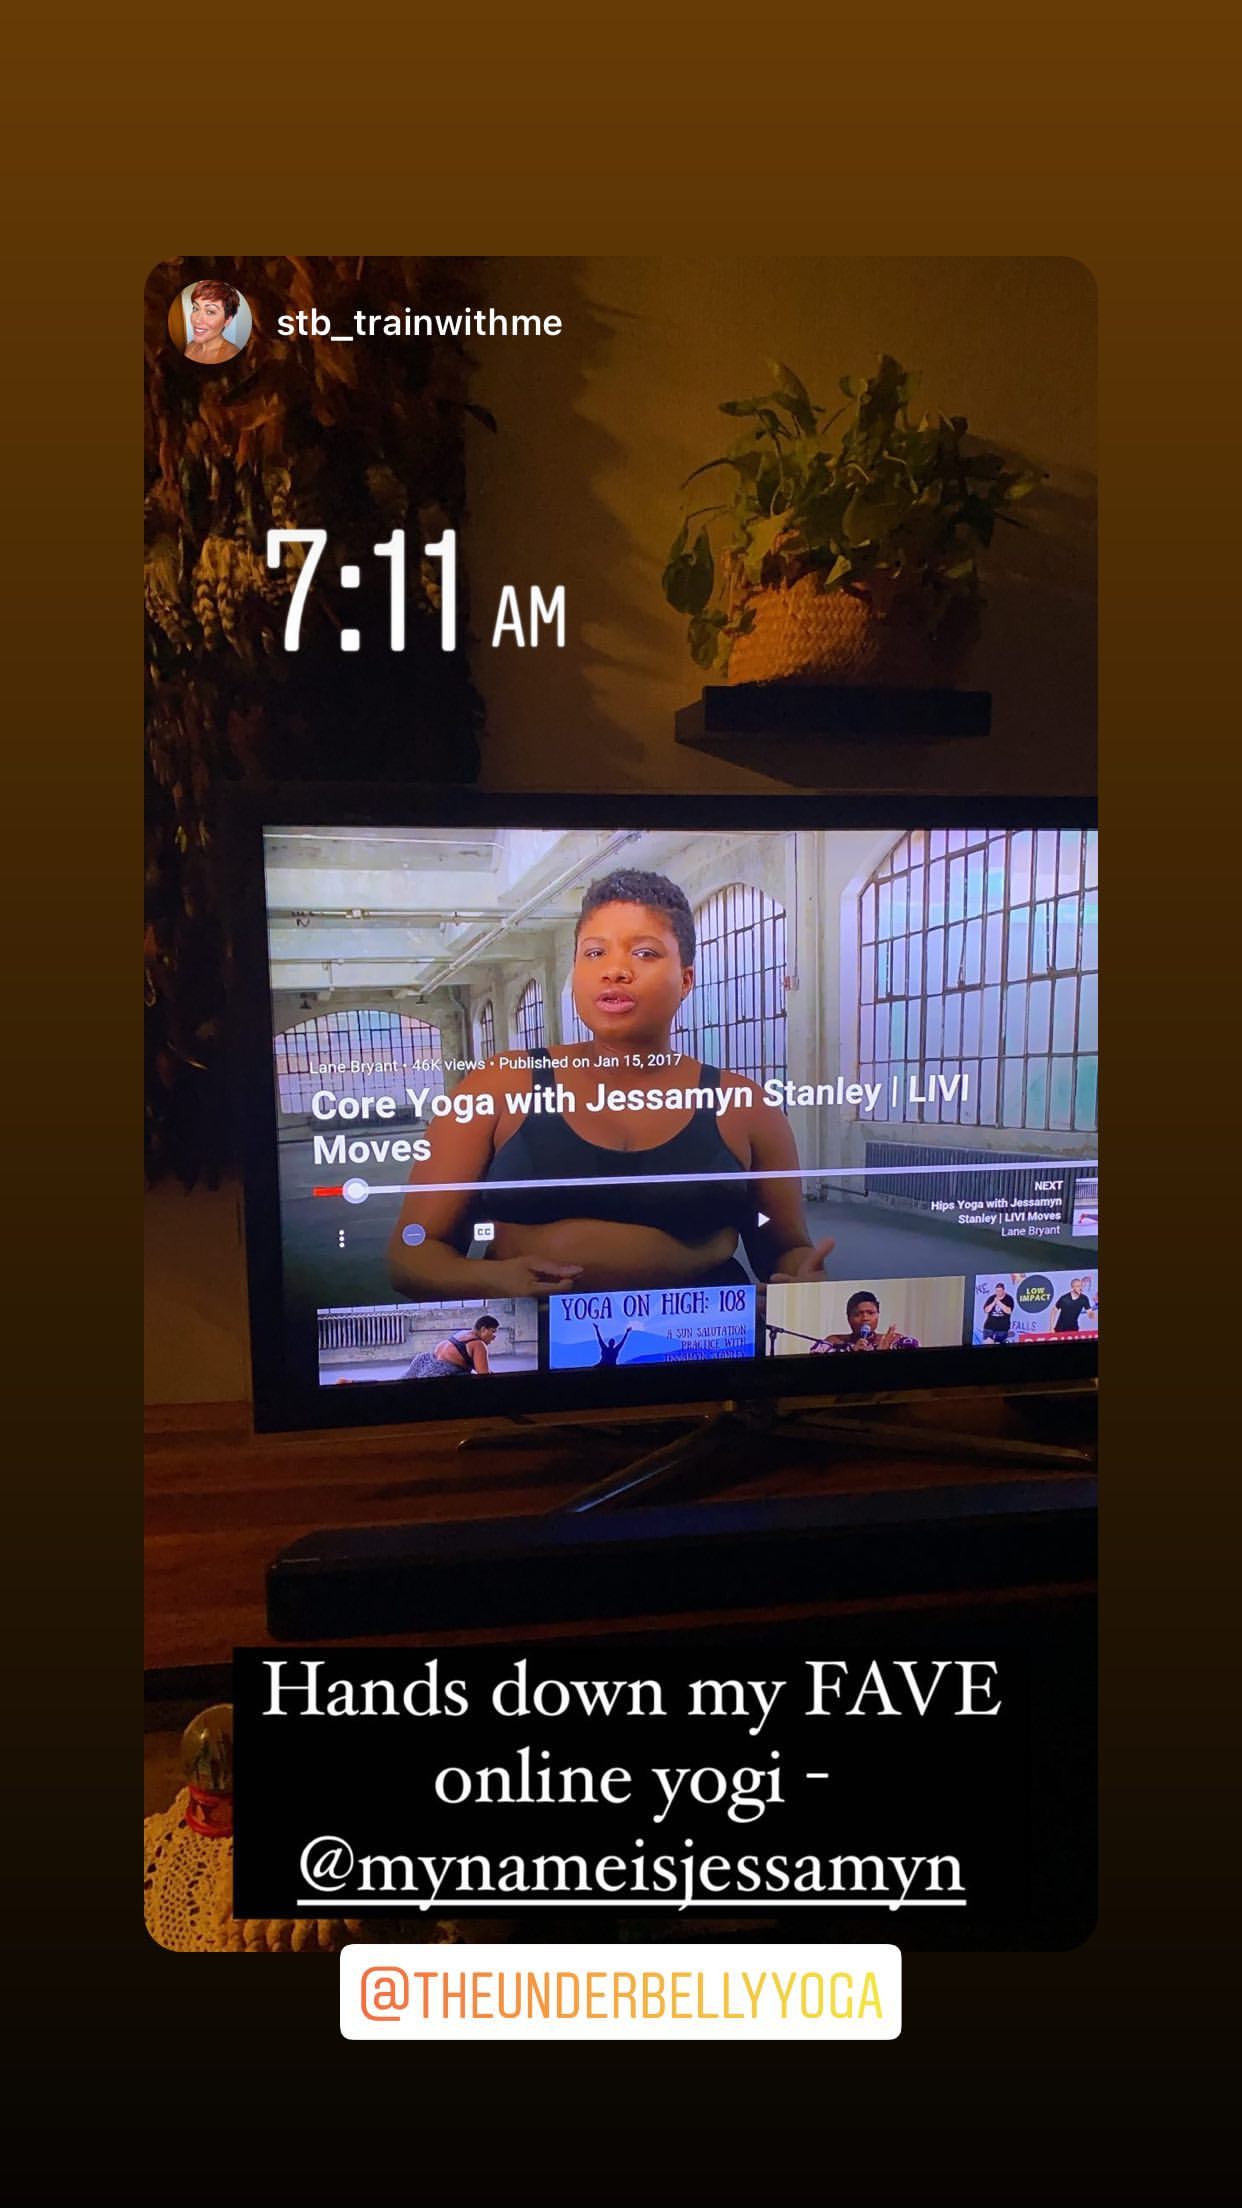 stb_trainwithme
7:11 AM
Lane Bryant • 46K views • Published on Jan 15, 2017
Core Yoga with Jessamyn Stanley | LIVI
Moves
NEXT
Hips Yoga with Jessamyn
Stanley | LIVI Moves
Lane Bryant
CC
YOGA ON HIGH: 108
A SUN SALUTATION
PRACTICE WITH
JESSAMYN STANLEY
LOW
IMPACT
FALLS
Hands down my FAVE
online yogi -
@mynameisjessamyn
@THEUNDERBELLYYOGA